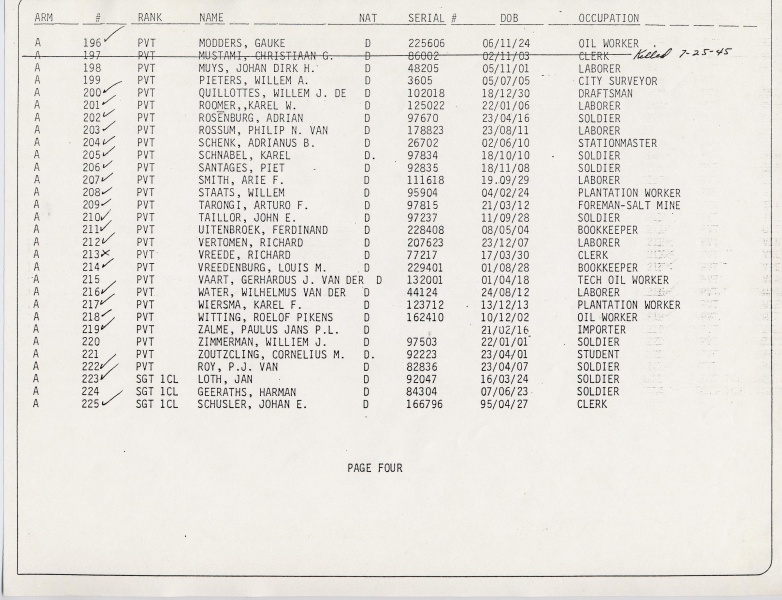 ARM # RANK NAME NAT SERIAL # DOB OCCUPATION
A 196✓ PVT MODDERS, GAUKE D 225606 06/11/24 OIL WORKER
A 197 PVT MUSTAMI, CHRISTIAAN G. D 86002 02/11/03 CLERK Killed 7-25-45
A 198 PVT MUYS, JOHAN DIRK H. D 48205 05/11/01 LABORER
A 199 PVT PIETERS, WILLEM A. D 3605 05/07/05 CITY SURVEYOR
A 200✓ PVT QUILLOTTES, WILLEM J. DE D 102018 18/12/30 DRAFTSMAN
A 201✓ PVT ROOMER,,KAREL W. D 125022 22/01/06 LABORER
A 202✓ PVT ROSENBURG, ADRIAN D 97670 23/04/16 SOLDIER
A 203✓ PVT ROSSUM, PHILIP N. VAN D 178823 23/08/11 LABORER
A 204✓ PVT SCHENK, ADRIANUS B. D 26702 02/06/10 STATIONMASTER
A 205✓ PVT SCHNABEL, KAREL D. 97834 18/10/10 SOLDIER
A 206✓ PVT SANTAGES, PIET D 92835 18/11/08 SOLDIER
A 207✓ PVT SMITH, ARIE F. D 111618 19.09/29 LABORER
A 208✓ PVT STAATS, WILLEM D 95904 04/02/24 PLANTATION WORKER
A 209✓ PVT TARONGI, ARTURO F. D 97815 21/03/12 FOREMAN-SALT MINE
A 210✓ PVT TAILLOR, JOHN E. D 97237 11/09/28 SOLDIER
A 211✓ PVT UITENBROEK, FERDINAND D 228408 08/05/04 BOOKKEEPER
A 212✓ PVT VERTOMEN, RICHARD D 207623 23/12/07 LABORER
A 213x PVT VREEDE, RICHARD D 77217 17/03/30 CLERK
A 214✓ PVT VREEDENBURG, LOUIS M. D 229401 01/08/28 BOOKKEEPER
A 215 PVT VAART, GERHARDUS J. VAN DER D 132001 01/04/18 TECH OIL WORKER
A 216✓ PVT WATER, WILHELMUS VAN DER D 44124 24/08/12 LABORER
A 217✓ PVT WIERSMA, KAREL F. D 123712 13/12/13 PLANTATION WORKER
A 218✓ PVT WITTING, ROELOF PIKENS D 162410 10/12/02 OIL WORKER
A 219✓ PVT ZALME, PAULUS JANS P.L. D 21/02/16 IMPORTER
A 220 PVT ZIMMERMAN, WILLIEM J. D 97503 22/01/01 SOLDIER
A 221 PVT ZOUTZCLING, CORNELIUS M. D. 92223 23/04/01 STUDENT
A 222✓ PVT ROY, P.J. VAN D 82836 23/04/07 SOLDIER
A 223✓ SGT 1CL LOTH, JAN D 92047 16/03/24 SOLDIER
A 224 SGT 1CL GEERATHS, HARMAN D 84304 07/06/23 SOLDIER
A 225✓ SGT 1CL SCHUSLER, JOHAN E. D 166796 95/04/27 CLERK
PAGE FOUR